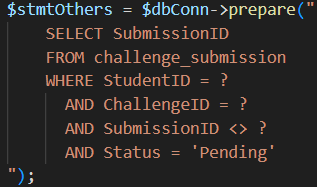 $stmtOthers = $dbConn->prepare("
    SELECT SubmissionID
    FROM challenge_submission
    WHERE StudentID = ?
      AND ChallengeID = ?
      AND SubmissionID <> ?
      AND Status = 'Pending'
");